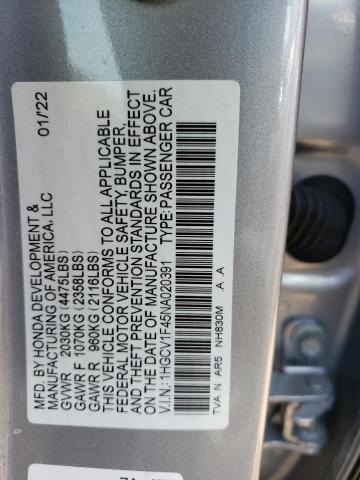 MFD. BY HONDA DEVELOPMENT & 01/22
MANUFACTURING OF AMERICA, LLC
GVWR 2030KG (4475LBS)
GAWR F 1070KG (2358LBS)
GAWR R 960KG (2116LBS)
THIS VEHICLE CONFORMS TO ALL APPLICABLE
FEDERAL MOTOR VEHICLE SAFETY, BUMPER,
AND THEFT PREVENTION STANDARDS IN EFFECT
ON THE DATE OF MANUFACTURE SHOWN ABOVE.
V.I.N.: 1HGCV1F45NA020391 TYPE: PASSENGER CAR
TVA N AR5 NH830M A A